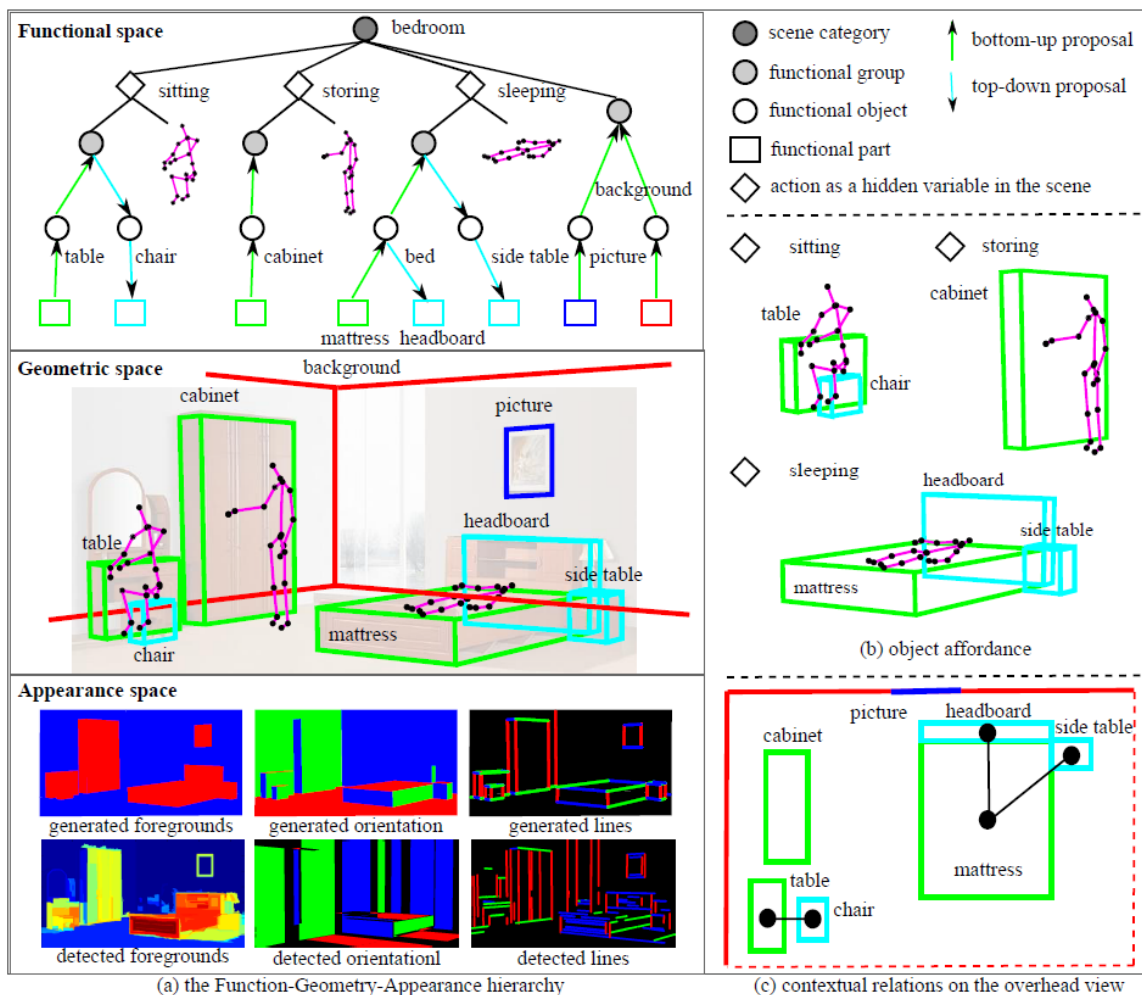 Functional space
bedroom
sitting
storing
sleeping
background
table
chair
cabinet
bed
side table
picture
mattress headboard
Geometric space
background
cabinet
picture
table
headboard
side table
mattress
chair
Appearance space
generated foregrounds
generated orientation
generated lines
detected foregrounds
detected orientationl
detected lines
(a) the Function-Geometry-Appearance hierarchy
scene category
functional group
functional object
functional part
action as a hidden variable in the scene
bottom-up proposal
top-down proposal
sitting
storing
table
cabinet
chair
sleeping
headboard
side table
mattress
(b) object affordance
picture
headboard
side table
cabinet
mattress
table
chair
(c) contextual relations on the overhead view